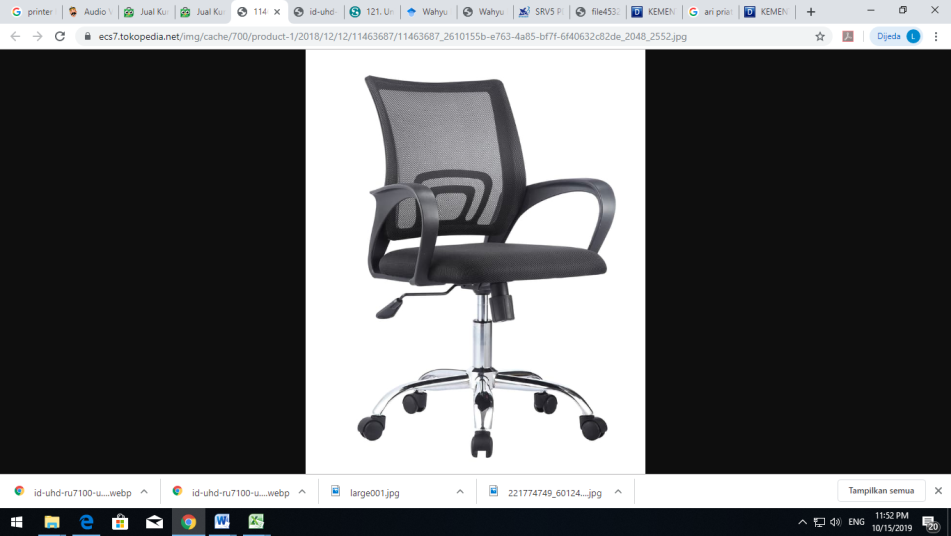 printer
Audio V
Jual Ku
Jual Ku
114
id-uhd-
121. Un
Wahyu
Wahyu
SRV5 P
file4532
KEMEN
ari pria
KEMEN
ecs7.tokopedia.net/img/cache/700/product-1/2018/12/12/11463687/11463687_2610155b-e763-4a85-bf7f-6f40632c82de_2048_2552.jpg
Dijeda
L
id-uhd-ru7100-u....webp
id-uhd-ru7100-u....webp
large001.jpg
221774749_60124....jpg
Tampilkan semua
ENG
11:52 PM
10/15/2019
20